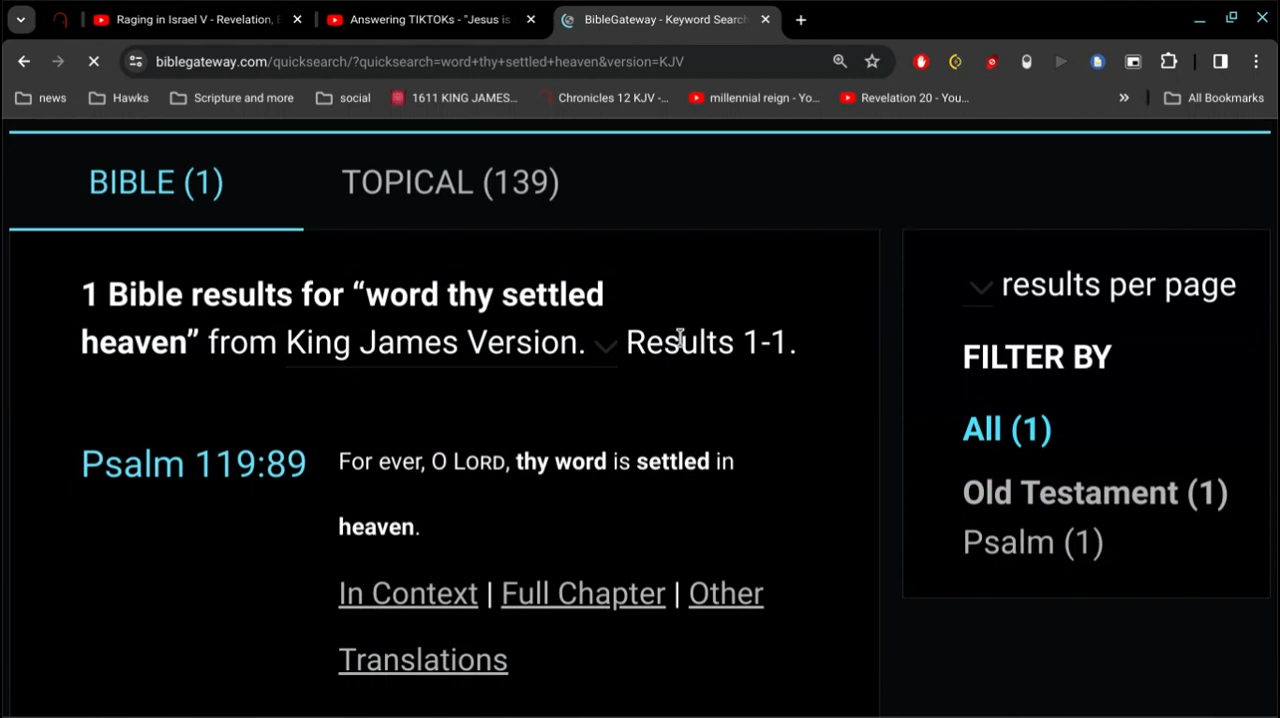 Raging in Israel V - Revelation, E
Answering TIKTOKs - "Jesus is
BibleGateway - Keyword Search
biblegateway.com/quicksearch/?quicksearch=word+thy+settled+heaven&version=KJV
news
Hawks
Scripture and more
social
1611 KING JAMES...
Chronicles 12 KJV -...
millennial reign - Yo...
Revelation 20 - You...
»
All Bookmarks
BIBLE (1)
TOPICAL (139)
1 Bible results for “word thy settled
heaven” from King James Version. Results 1-1.
Psalm 119:89
For ever, O LORD, thy word is settled in
heaven.
In Context | Full Chapter | Other
Translations
results per page
FILTER BY
All (1)
Old Testament (1)
Psalm (1)